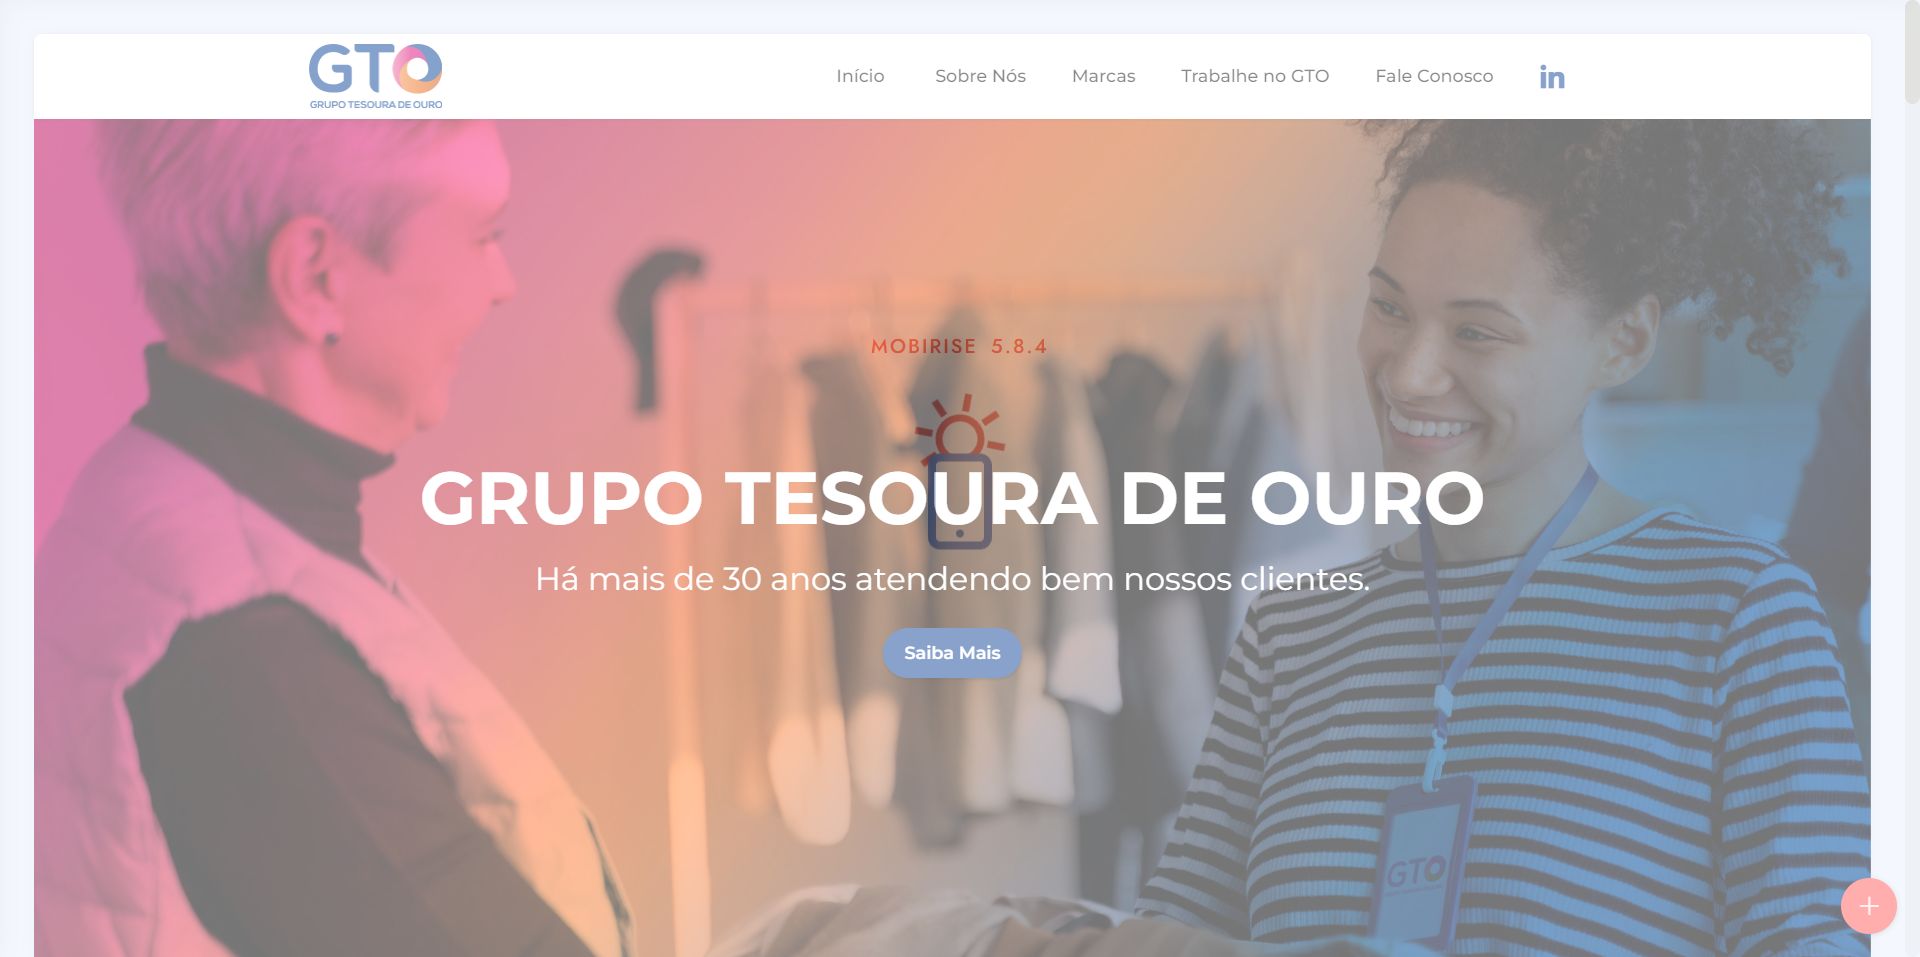 GTO
GRUPO TESOURA DE OURO
Início
Sobre Nós
Marcas
Trabalhe no GTO
Fale Conosco
in
MOBIRISE 5.8.4
GRUPO TESOURA DE OURO
Há mais de 30 anos atendendo bem nossos clientes.
Saiba Mais
GTO